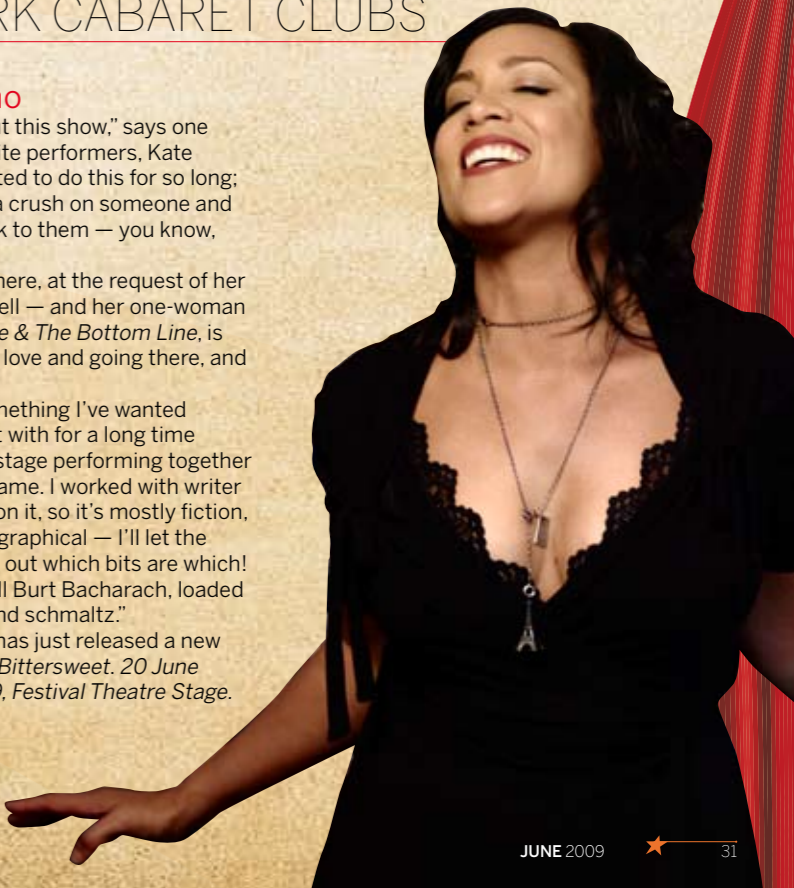 RK CABARET CLUBS
no
t this show,” says one
ite performers, Kate
ted to do this for so long;
a crush on someone and
k to them — you know,
here, at the request of her
ell — and her one-woman
e & The Bottom Line, is
love and going there, and
mething I’ve wanted
t with for a long time
stage performing together
ame. I worked with writer
on it, so it’s mostly fiction,
graphical — I’ll let the
out which bits are which!
ll Burt Bacharach, loaded
nd schmaltz.”
has just released a new
Bittersweet. 20 June
, Festival Theatre Stage.
JUNE 2009 31